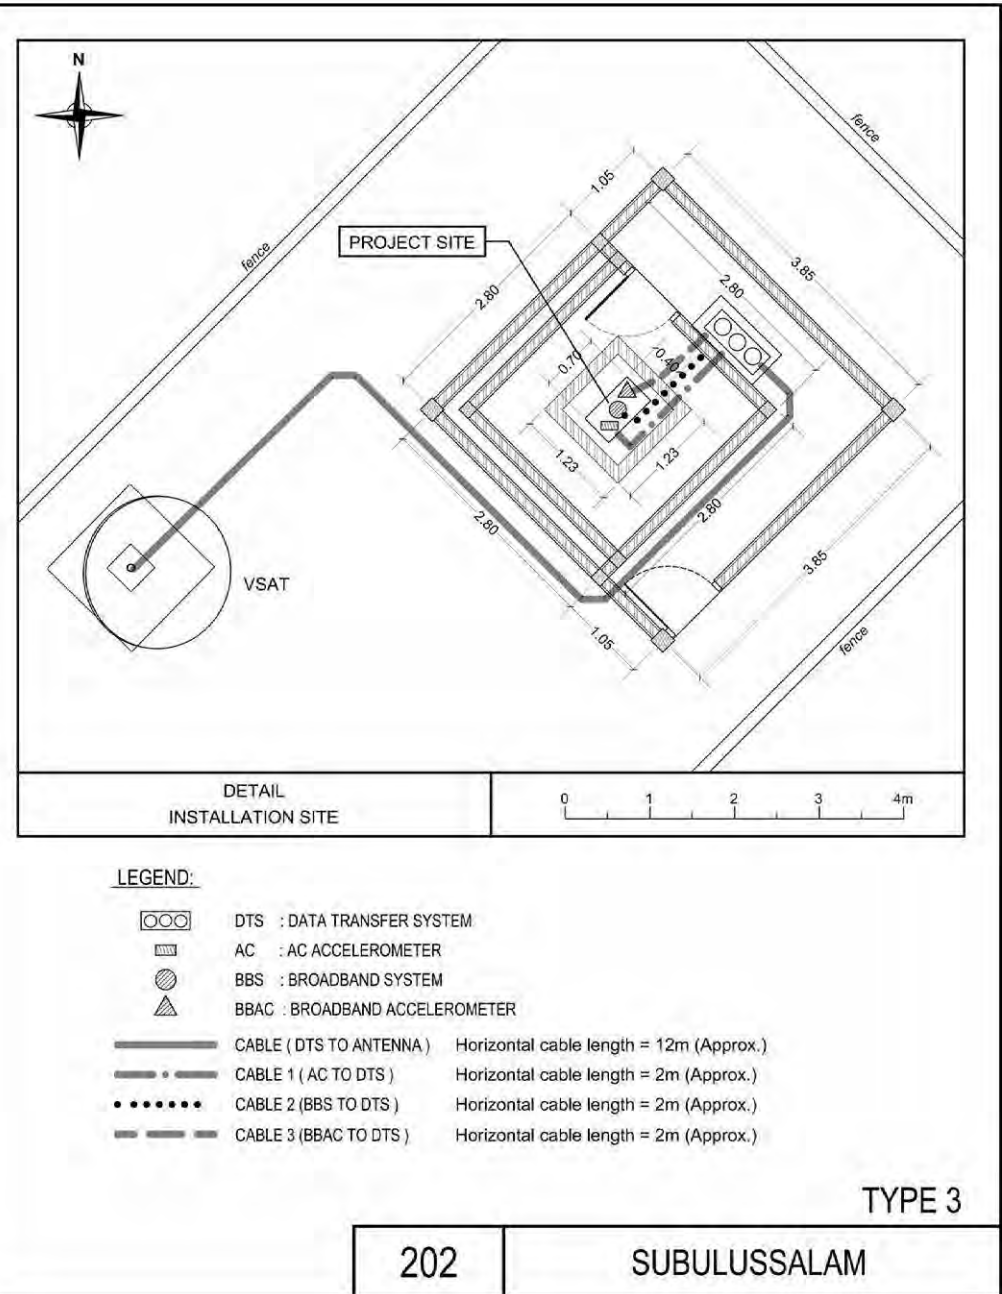 N
fence
fence
1.05
PROJECT SITE
3.85
2.80
2.80
0.70
0.40
1.23
1.23
2.80
2.80
3.85
VSAT
1.05
fence
DETAIL
INSTALLATION SITE
0 1 2 3 4m
LEGEND:
DTS : DATA TRANSFER SYSTEM
AC : AC ACCELEROMETER
BBS : BROADBAND SYSTEM
BBAC : BROADBAND ACCELEROMETER
CABLE ( DTS TO ANTENNA ) Horizontal cable length = 12m (Approx.)
CABLE 1 ( AC TO DTS ) Horizontal cable length = 2m (Approx.)
CABLE 2 (BBS TO DTS ) Horizontal cable length = 2m (Approx.)
CABLE 3 (BBAC TO DTS ) Horizontal cable length = 2m (Approx.)
TYPE 3
202 SUBULUSSALAM